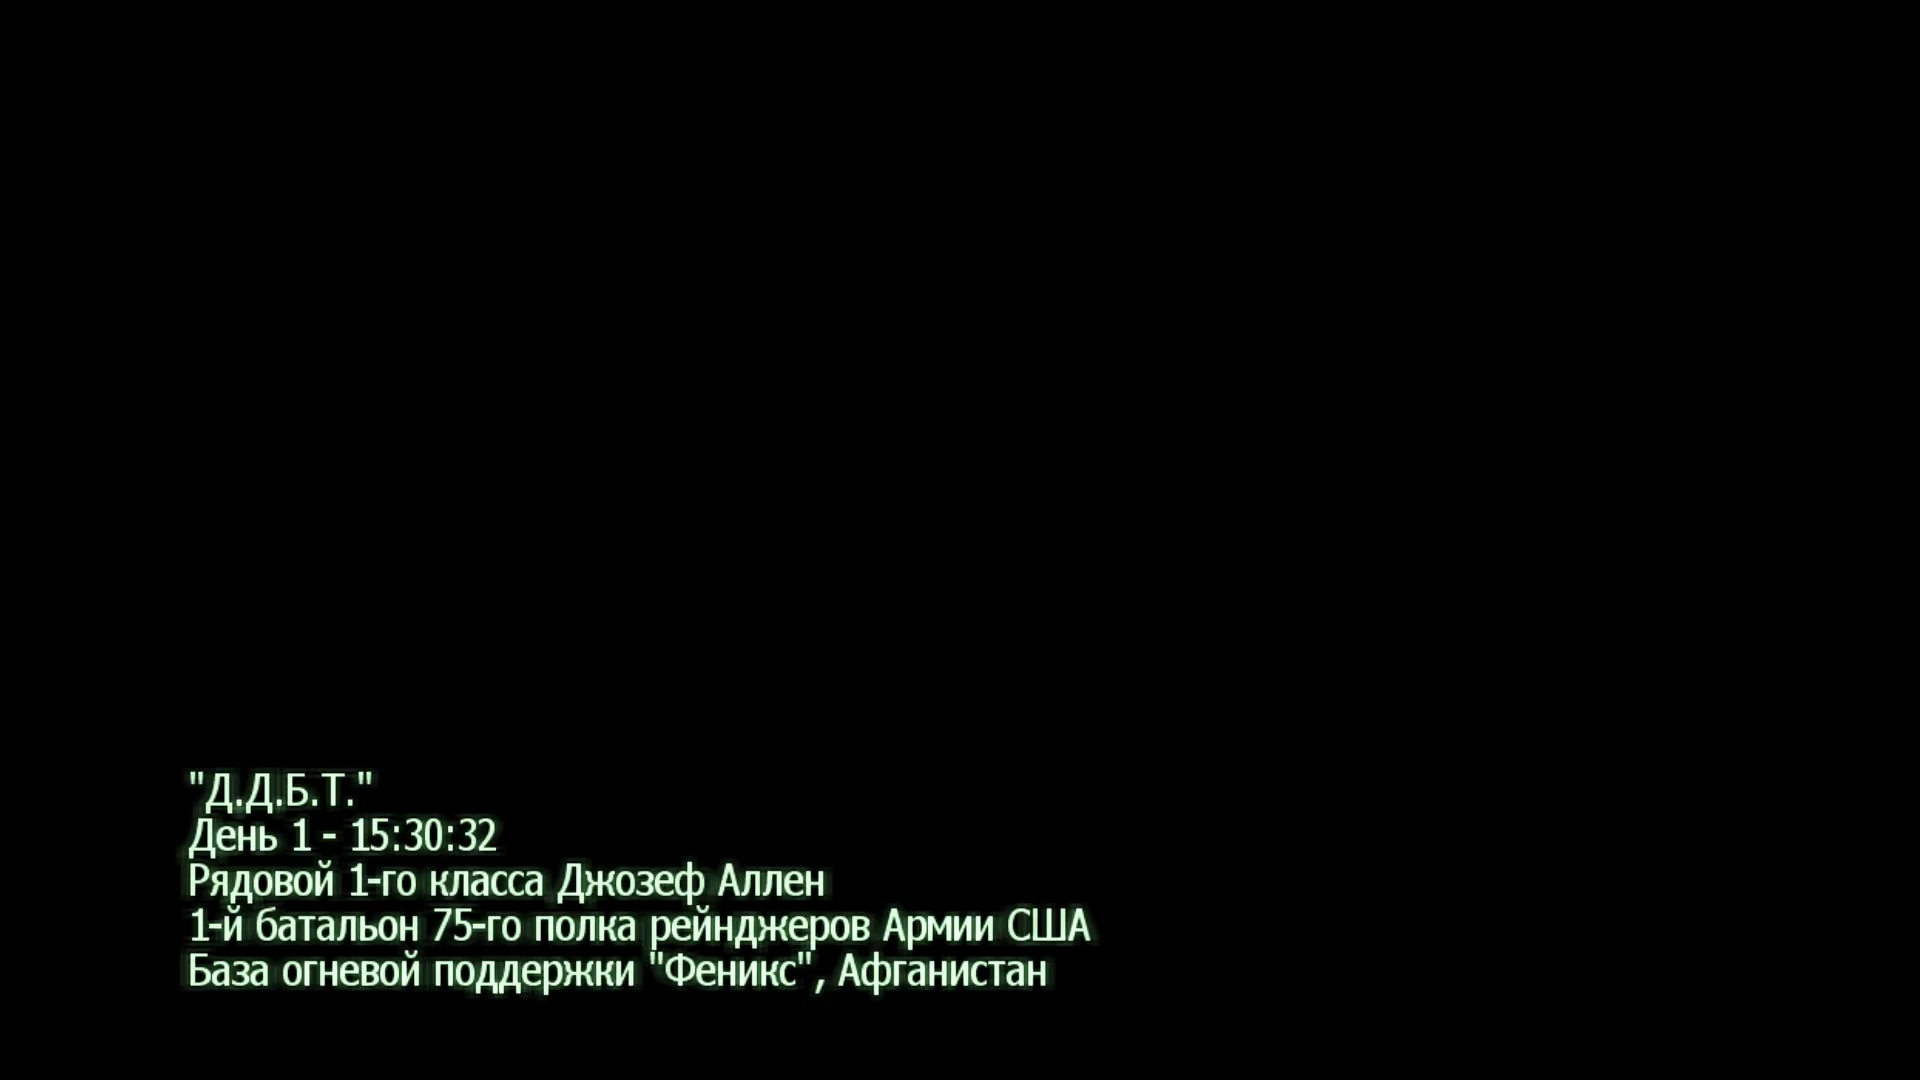 "Д.Д.Б.Т."
День 1 - 15:30:32
Рядовой 1-го класса Джозеф Аллен
1-й батальон 75-го полка рейнджеров Армии США
База огневой поддержки "Феникс", Афганистан